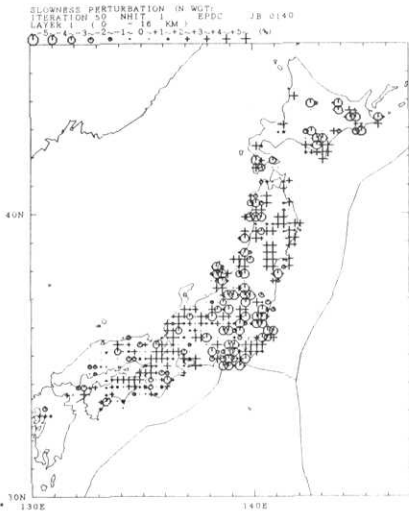 SLOWNESS PERTURBATION (N WGT)
ITERATION 50 NHIT 1 EPDC JB 0140
LAYER 1 ( 0 - 16 KM )
-5 -4 -3 -2 -1 0 +1 +2 +3 +4 +5 (%)
40N
30N
130E 140E